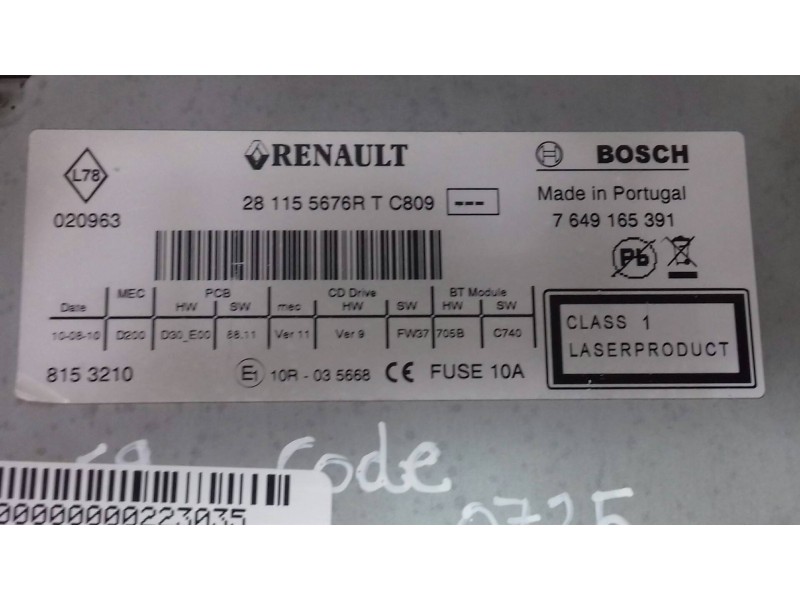 L78
RENAULT
BOSCH
020963
28 115 5676R T C809 ---
Made in Portugal
7 649 165 391
Pb
MEC PCB CD Drive BT Module
Date HW SW mec HW SW HW SW
10-08-10 D200 D30_E00 88.11 Ver 11 Ver 9 FW37 705B C740
CLASS 1
LASERPRODUCT
815 3210
E1 10R - 03 5668 CE FUSE 10A
Code
0725